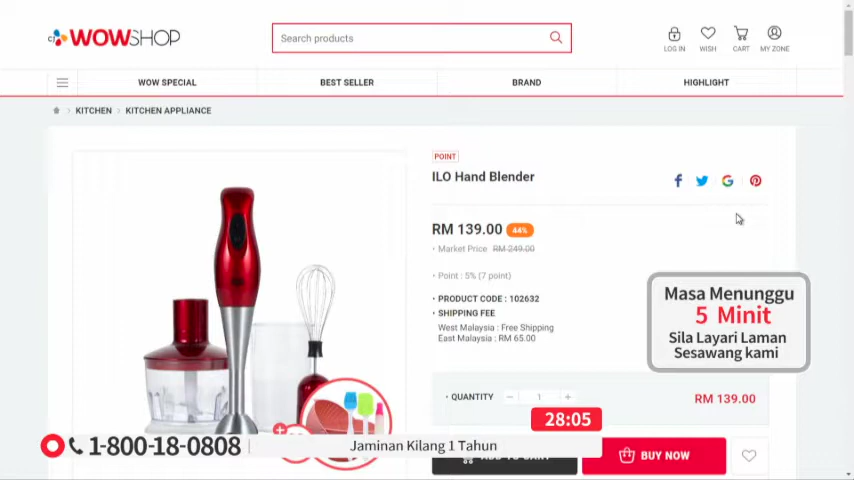 CJ WOWSHOP
Search products
LOG IN
WISH
CART
MY ZONE
WOW SPECIAL
BEST SELLER
BRAND
HIGHLIGHT
KITCHEN > KITCHEN APPLIANCE
POINT
ILO Hand Blender
RM 139.00 44%
• Market Price RM 249.00
• Point : 5% (7 point)
• PRODUCT CODE : 102632
• SHIPPING FEE
West Malaysia : Free Shipping
East Malaysia : RM 65.00
Masa Menunggu
5 Minit
Sila Layari Laman
Sesawang kami
• QUANTITY − 1 + RM 139.00
28:05
1-800-18-0808
Jaminan Kilang 1 Tahun
BUY NOW